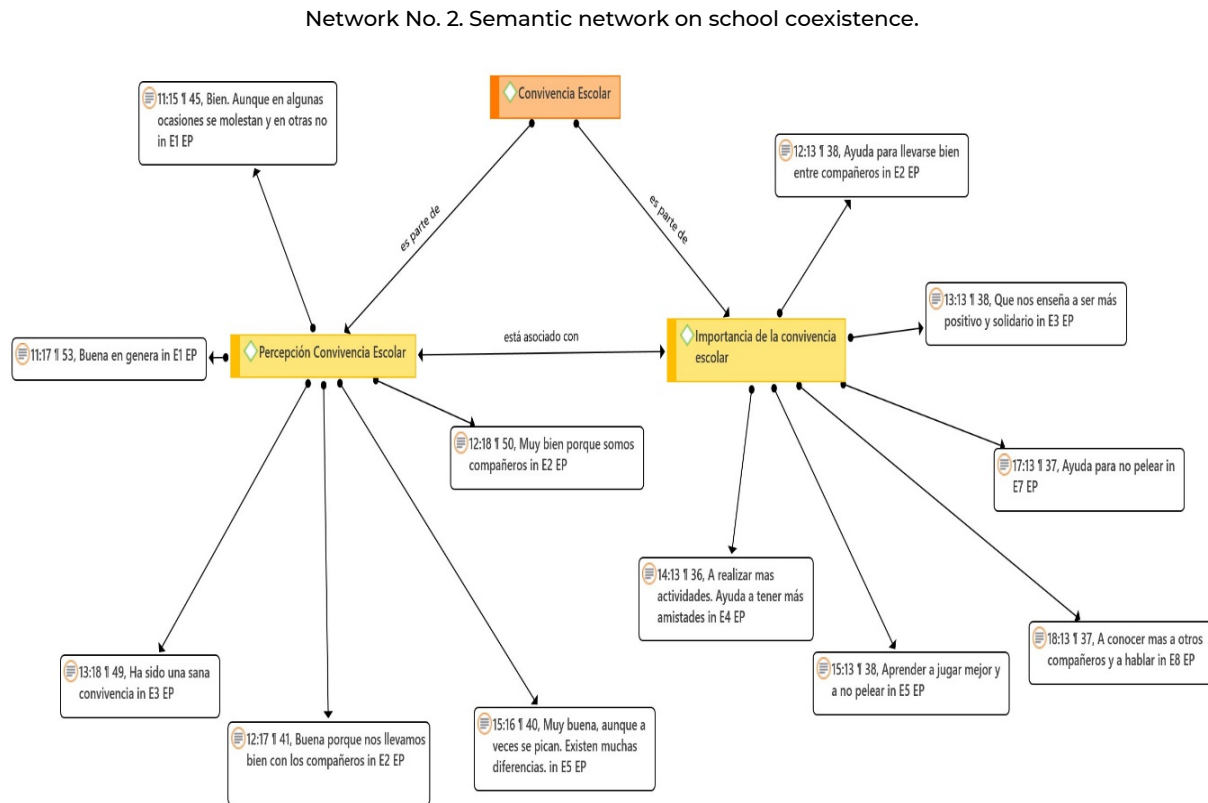 Network No. 2. Semantic network on school coexistence.
11:15 ¶ 45, Bien. Aunque en algunas
ocasiones se molestan y en otras no
in E1 EP
Convivencia Escolar
12:13 ¶ 38, Ayuda para llevarse bien
entre compañeros in E2 EP
es parte de
es parte de
13:13 ¶ 38, Que nos enseña a ser más
positivo y solidario in E3 EP
11:17 ¶ 53, Buena en genera in E1 EP
Percepción Convivencia Escolar
está asociado con
Importancia de la convivencia
escolar
12:18 ¶ 50, Muy bien porque somos
compañeros in E2 EP
17:13 ¶ 37, Ayuda para no pelear in
E7 EP
14:13 ¶ 36, A realizar mas
actividades. Ayuda a tener más
amistades in E4 EP
18:13 ¶ 37, A conocer mas a otros
compañeros y a hablar in E8 EP
13:18 ¶ 49, Ha sido una sana
convivencia in E3 EP
15:13 ¶ 38, Aprender a jugar mejor y
a no pelear in E5 EP
12:17 ¶ 41, Buena porque nos llevamos
bien con los compañeros in E2 EP
15:16 ¶ 40, Muy buena, aunque a
veces se pican. Existen muchas
diferencias. in E5 EP